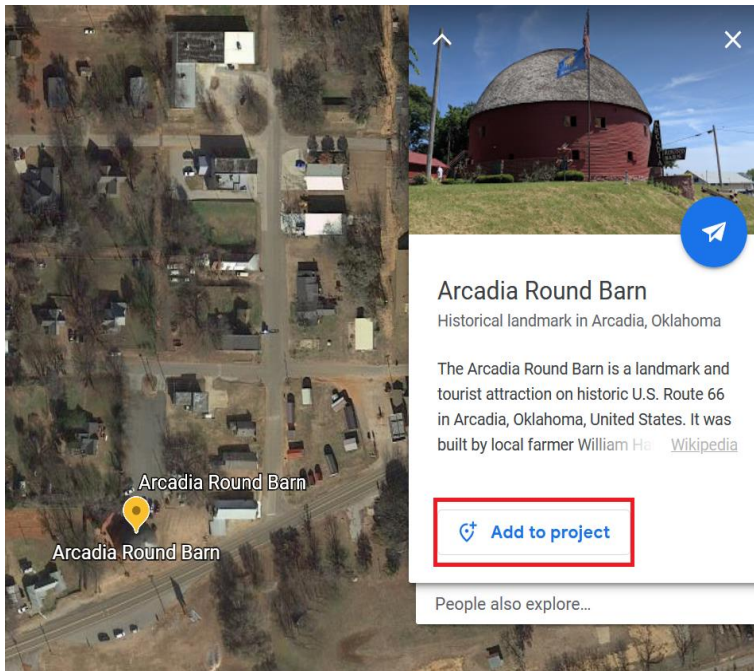 Arcadia Round Barn
Arcadia Round Barn
Arcadia Round Barn
Historical landmark in Arcadia, Oklahoma
The Arcadia Round Barn is a landmark and
tourist attraction on historic U.S. Route 66
in Arcadia, Oklahoma, United States. It was
built by local farmer William Ha Wikipedia
Add to project
People also explore...